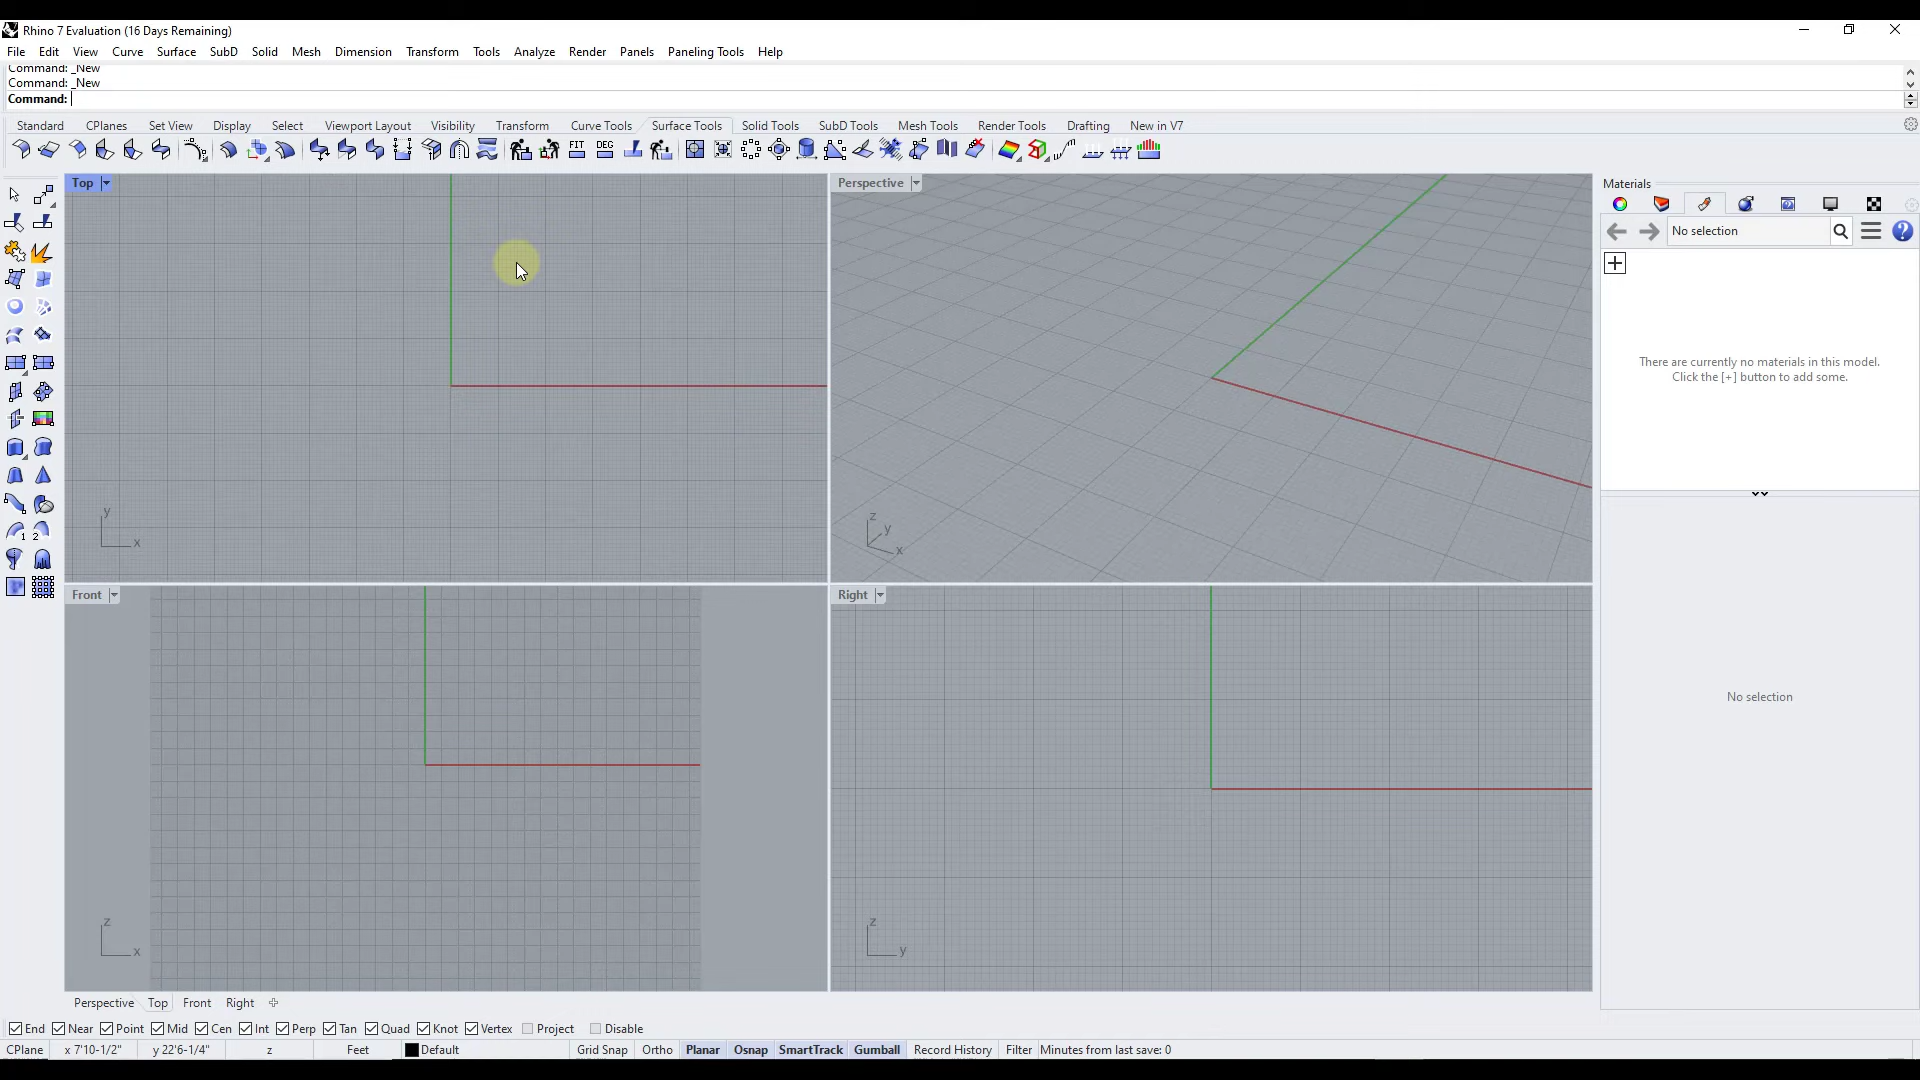 Rhino 7 Evaluation (16 Days Remaining)
File Edit View Curve Surface SubD Solid Mesh Dimension Transform Tools Analyze Render Panels Paneling Tools Help
Command: _New
Command: _New
Command:
Standard CPlanes Set View Display Select Viewport Layout Visibility Transform Curve Tools Surface Tools Solid Tools SubD Tools Mesh Tools Render Tools Drafting New in V7
FIT DEG
Top
Perspective
Materials
No selection
There are currently no materials in this model.
Click the [+] button to add some.
y
x
z
y
x
1 2
Front
Right
No selection
z
x
z
y
Perspective Top Front Right
End Near Point Mid Cen Int Perp Tan Quad Knot Vertex Project Disable
CPlane x 7'10-1/2" y 22'6-1/4" z Feet Default Grid Snap Ortho Planar Osnap SmartTrack Gumball Record History Filter Minutes from last save: 0